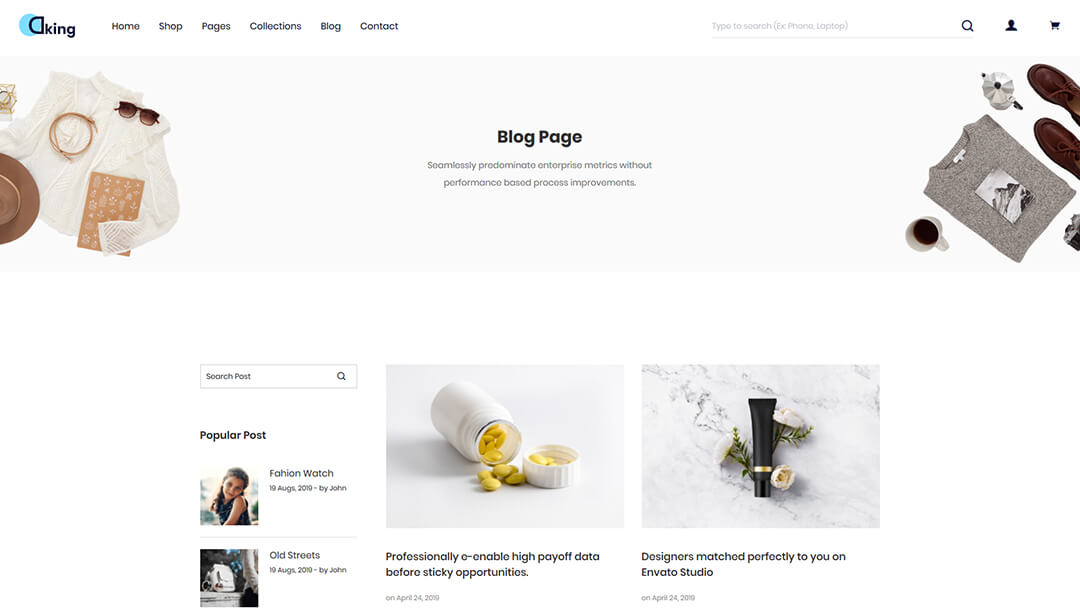 aking
Home Shop Pages Collections Blog Contact
Type to search (Ex: Phone, Laptop)
Blog Page
Seamlessly predominate enterprise metrics without
performance based process improvements.
Search Post
Popular Post
Fahion Watch
19 Augs, 2019 - by John
Old Streets
19 Augs, 2019 - by John
Professionally e-enable high payoff data
before sticky opportunities.
on April 24, 2019
Designers matched perfectly to you on
Envato Studio
on April 24, 2019